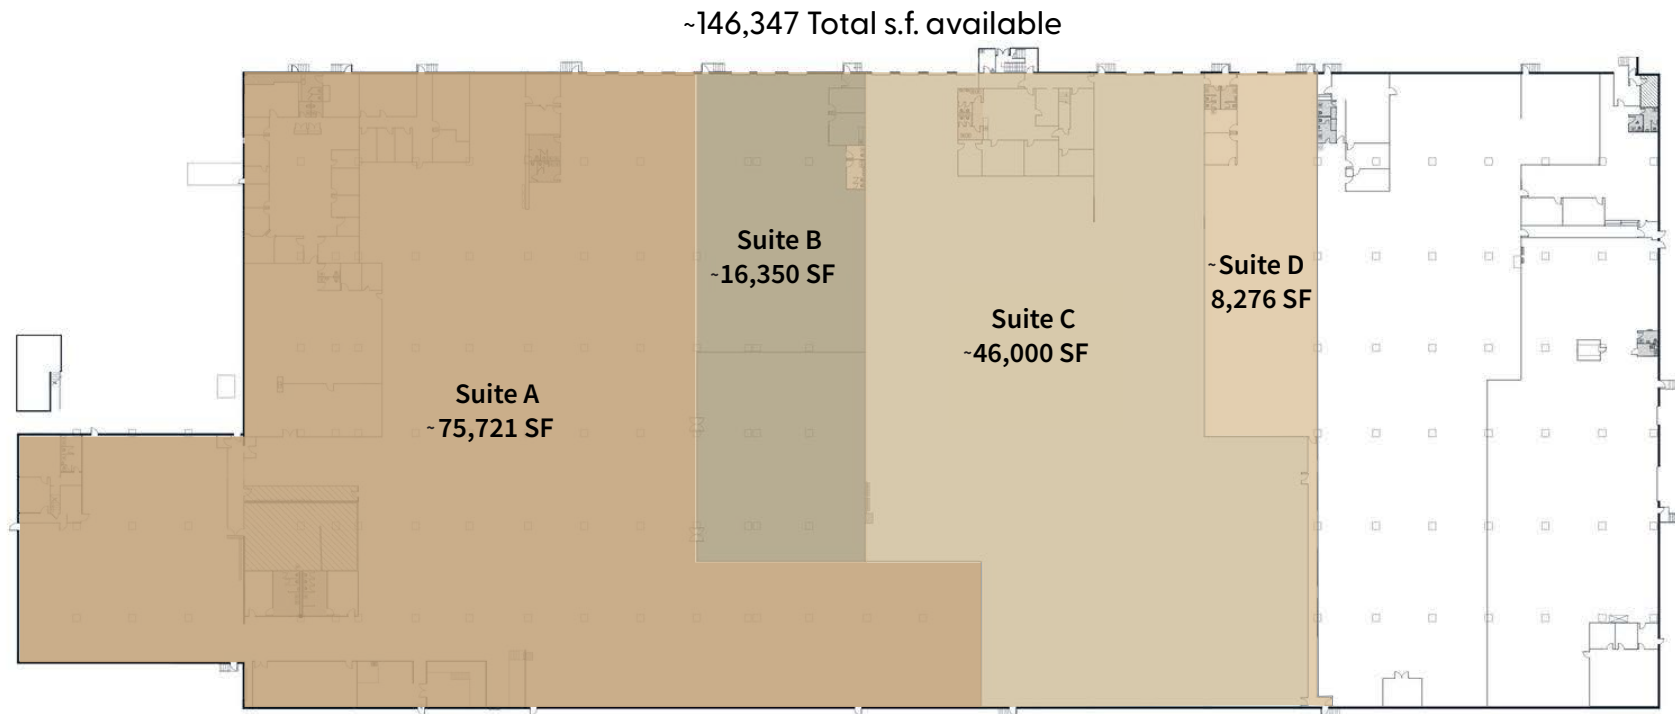 ~146,347 Total s.f. available
Suite A
~75,721 SF
Suite B
~16,350 SF
Suite C
~46,000 SF
~Suite D
8,276 SF